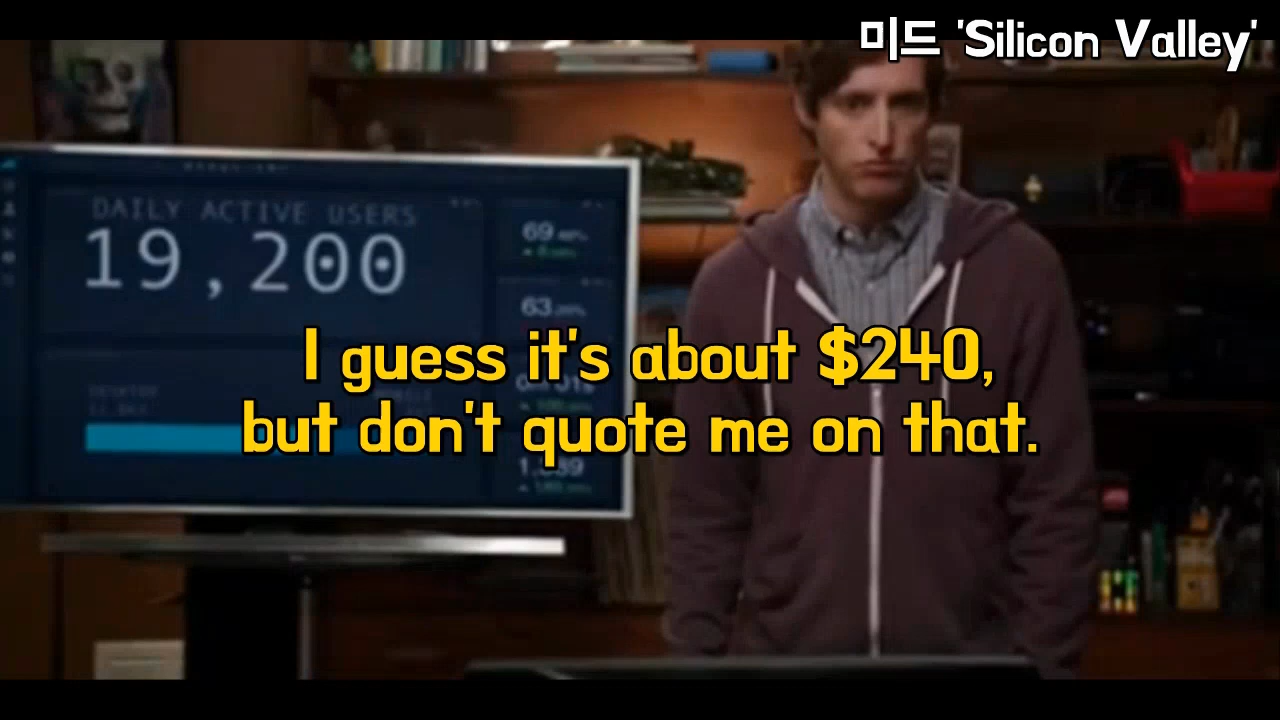 미드 'Silicon Valley'
DAILY ACTIVE USERS
19,200
69
63
I guess it's about $240,
but don't quote me on that.